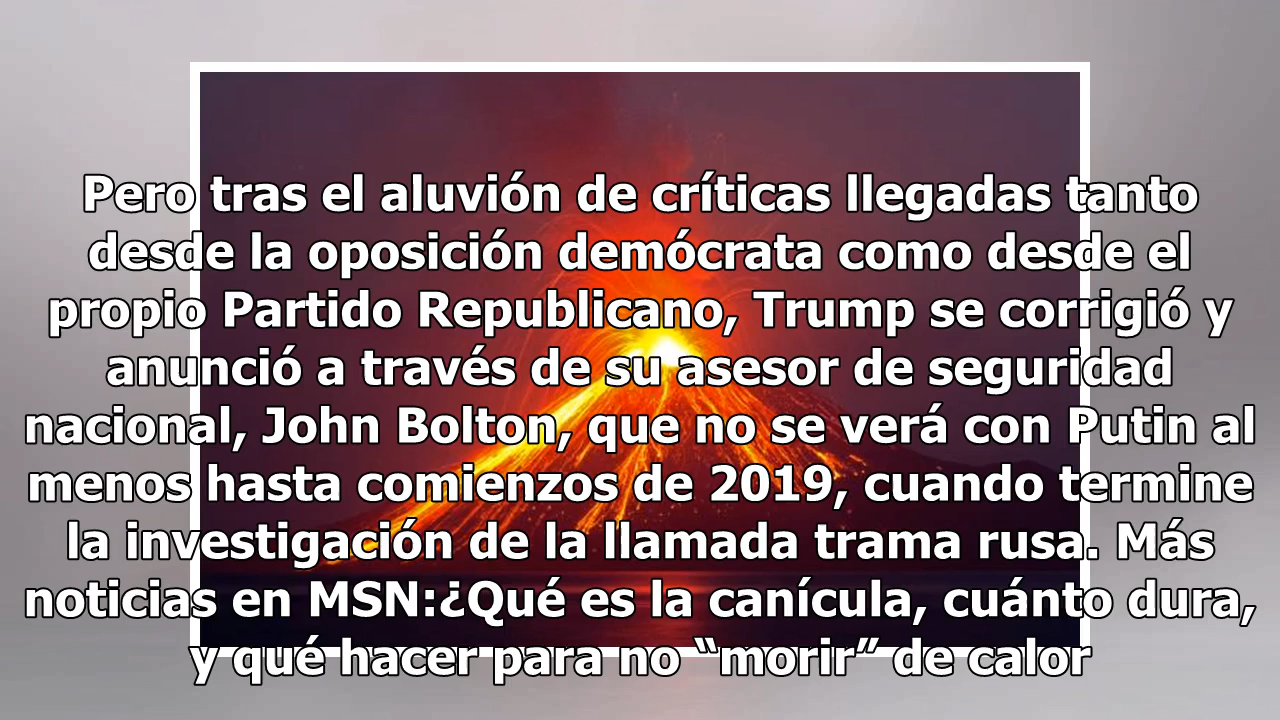 Pero tras el aluvión de críticas llegadas tanto
desde la oposición demócrata como desde el
propio Partido Republicano, Trump se corrigió y
anunció a través de su asesor de seguridad
nacional, John Bolton, que no se verá con Putin al
menos hasta comienzos de 2019, cuando termine
la investigación de la llamada trama rusa. Más
noticias en MSN:¿Qué es la canícula, cuánto dura,
y qué hacer para no “morir” de calor